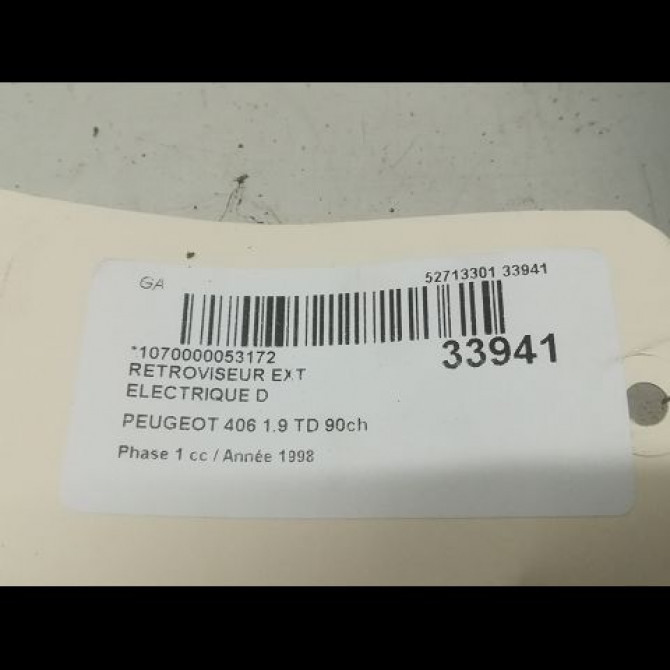 GA
52713301 33941
*1070000053172
33941
RETROVISEUR EXT
ELECTRIQUE D
PEUGEOT 406 1.9 TD 90ch
Phase 1 cc / Année 1998